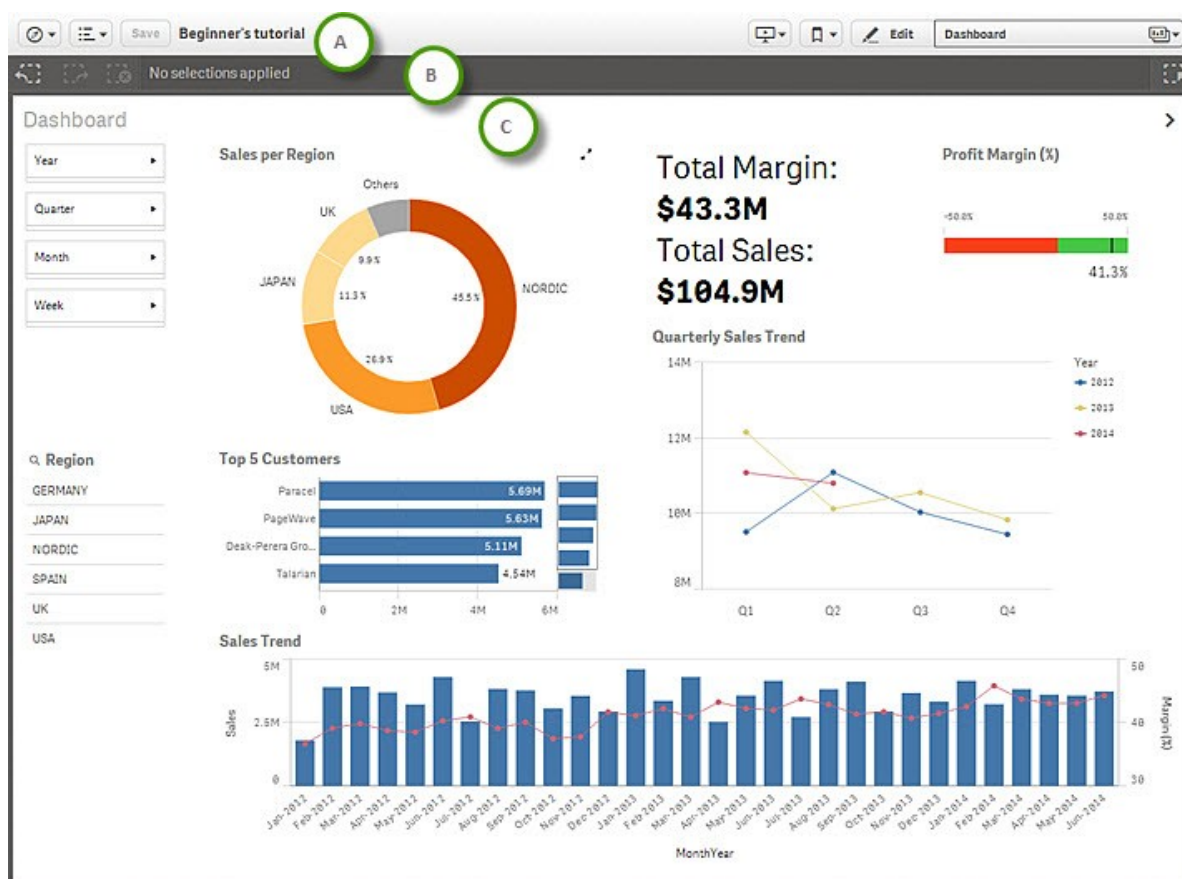 Save
Beginner's tutorial
A
Edit
Dashboard
No selections applied
B
C
Dashboard
Year
Quarter
Month
Week
Sales per Region
Others
UK
9.9%
JAPAN
11.3%
45.5%
NORDIC
26.9%
USA
Total Margin:
$43.3M
Total Sales:
$104.9M
Profit Margin (%)
-50.0% 50.0%
41.3%
Quarterly Sales Trend
14M
12M
10M
8M
Q1 Q2 Q3 Q4
Year
2012
2013
2014
Region
GERMANY
JAPAN
NORDIC
SPAIN
UK
USA
Top 5 Customers
Paracel 5.69M
PageWave 5.63M
Deak-Perera Gro... 5.11M
Talarian 4.54M
0 2M 4M 6M
Sales Trend
Sales
5M
2.5M
0
50
40
30
Margin (%)
Jan-2012 Feb-2012 Mar-2012 Apr-2012 May-2012 Jun-2012 Jul-2012 Aug-2012 Sep-2012 Oct-2012 Nov-2012 Dec-2012 Jan-2013 Feb-2013 Mar-2013 Apr-2013 May-2013 Jun-2013 Jul-2013 Aug-2013 Sep-2013 Oct-2013 Nov-2013 Dec-2013 Jan-2014 Feb-2014 Mar-2014 Apr-2014 May-2014 Jun-2014
MonthYear